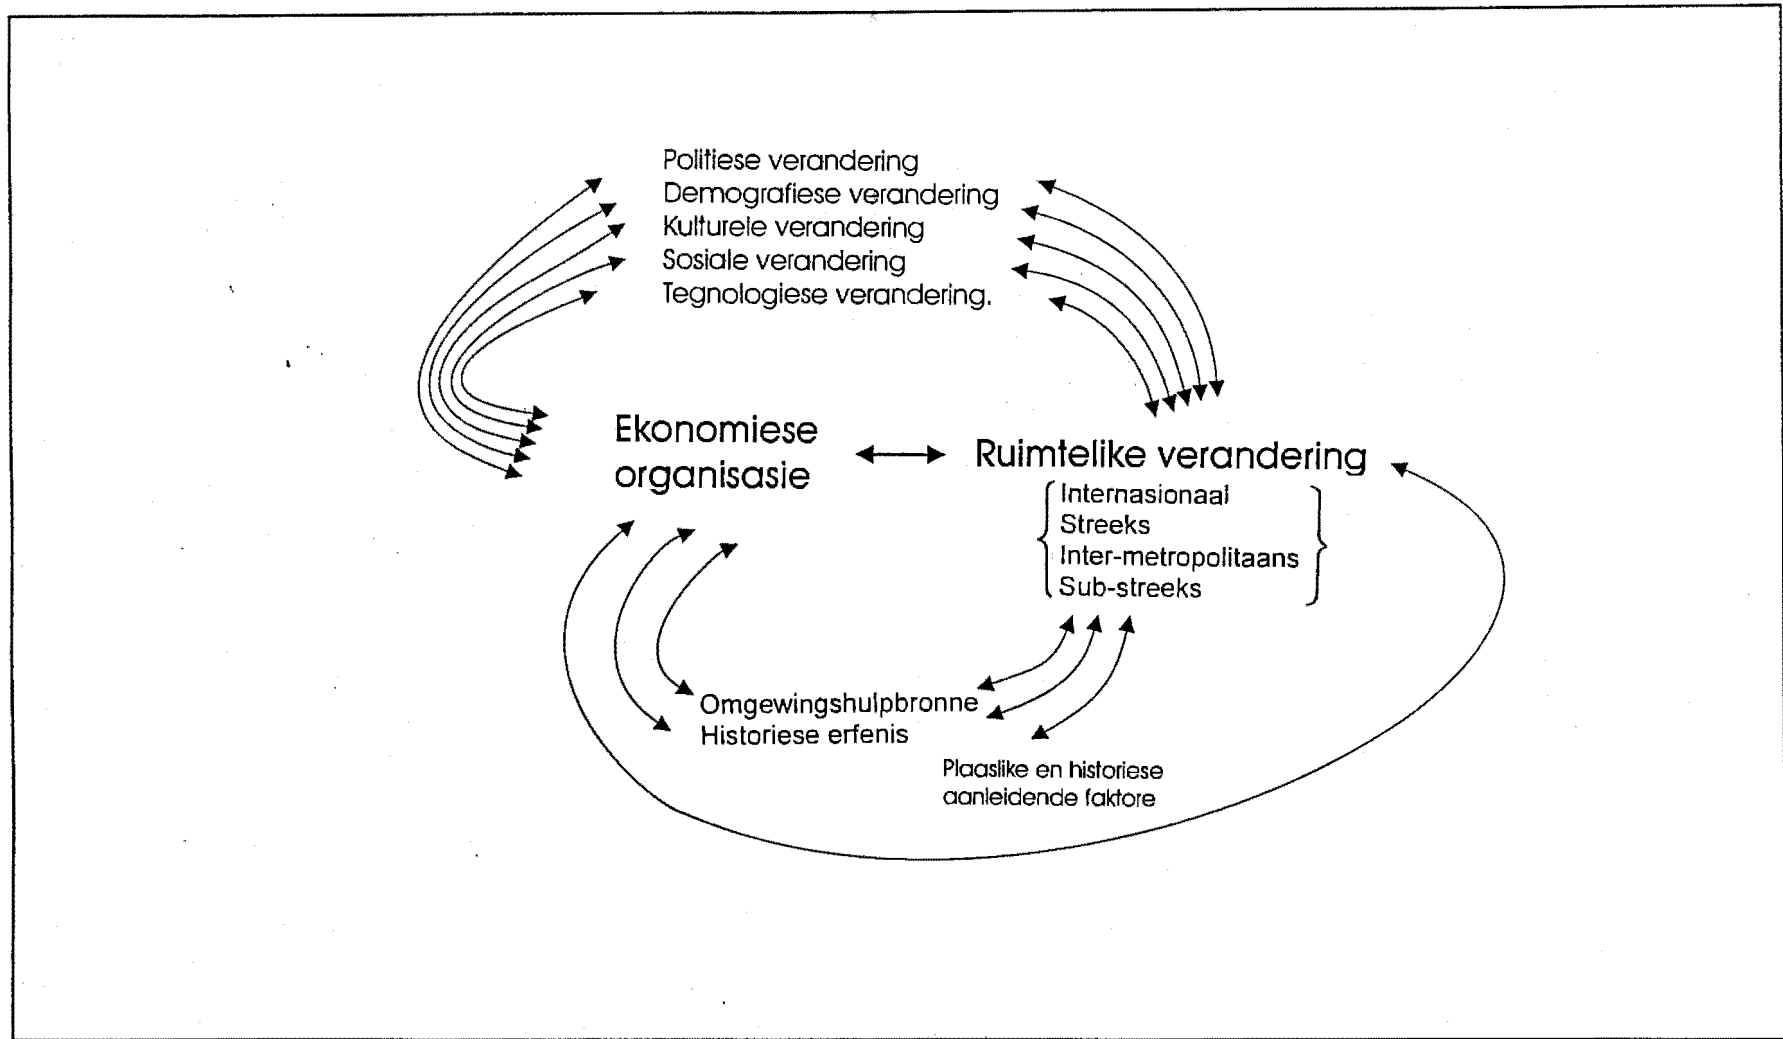 Politiese verandering
Demografiese verandering
Kulturele verandering
Sosiale verandering
Tegnologiese verandering.
Ekonomiese
organisasie
Ruimtelike verandering
Internasionaal
Streeks
Inter-metropolitaans
Sub-streeks
Omgewingshulpbronne
Historiese erfenis
Plaaslike en historiese
aanleidende faktore